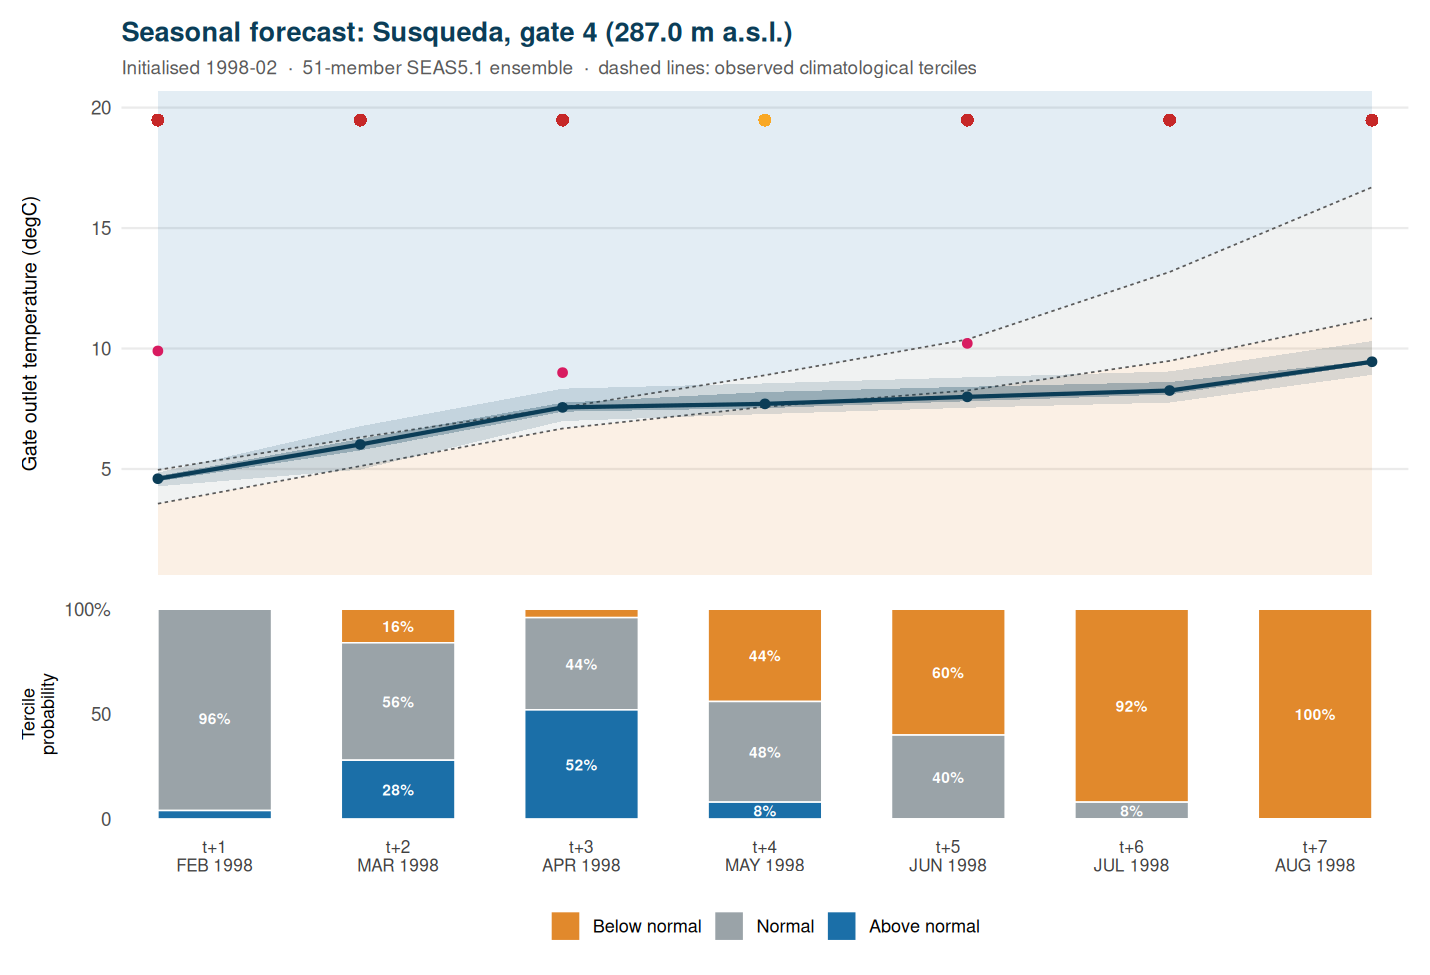 Seasonal forecast: Susqueda, gate 4 (287.0 m a.s.l.)
Initialised 1998-02 · 51-member SEAS5.1 ensemble · dashed lines: observed climatological terciles
Gate outlet temperature (degC)
20
15
10
5
Tercile
probability
100%
50
0
96%
16%
56%
28%
44%
52%
44%
48%
8%
60%
40%
92%
8%
100%
t+1
FEB 1998
t+2
MAR 1998
t+3
APR 1998
t+4
MAY 1998
t+5
JUN 1998
t+6
JUL 1998
t+7
AUG 1998
Below normal
Normal
Above normal